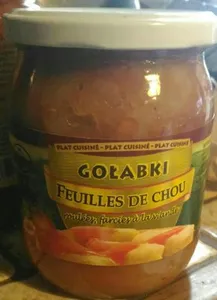 PLAT CUISINÉ - PLAT CUISINÉ - PLAT CUISINÉ
GOŁĄBKI
FEUILLES DE CHOU